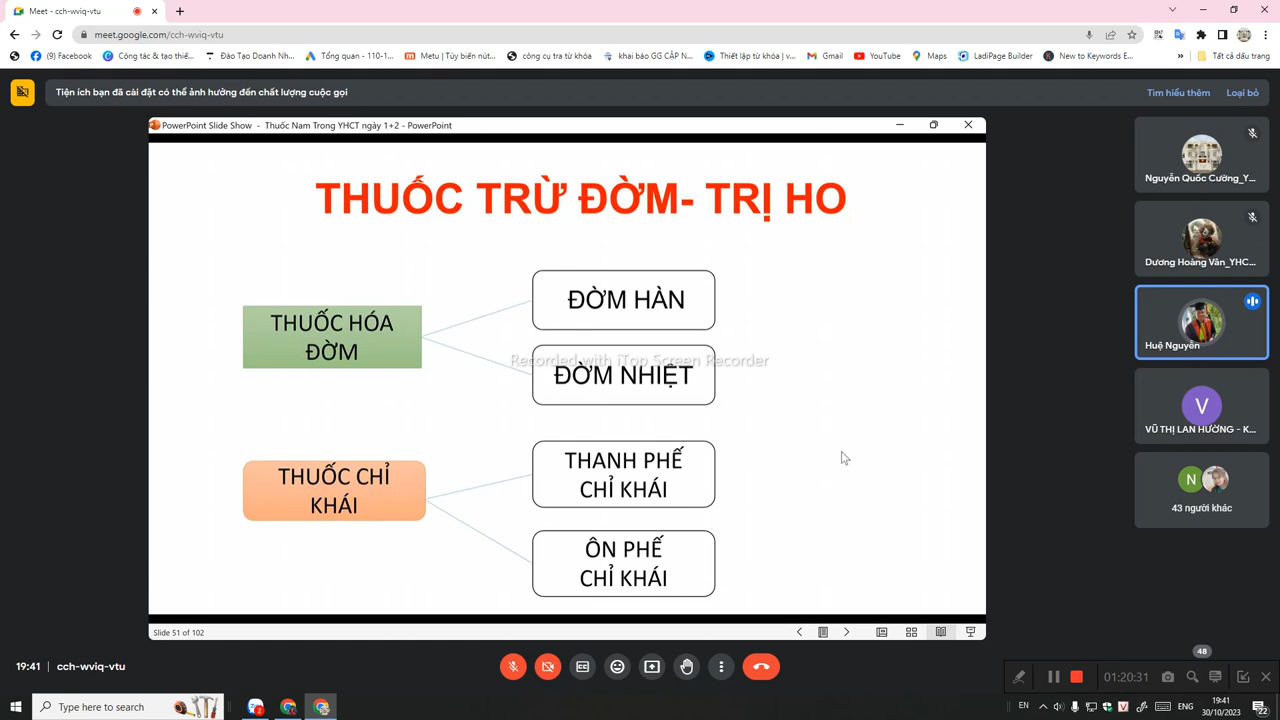 Meet - cch-wviq-vtu
meet.google.com/cch-wviq-vtu
(9) Facebook
Công tác & tạo thiế...
Đào Tạo Doanh Nh...
Tổng quan - 110-1...
Metu | Tùy biến nút...
công cụ tra từ khóa
khai báo GG CẬP N...
Thiết lập từ khóa | v...
Gmail
YouTube
Maps
LadiPage Builder
New to Keywords E...
»
Tất cả dấu trang
Tiện ích bạn đã cài đặt có thể ảnh hưởng đến chất lượng cuộc gọi
Tìm hiểu thêm
Loại bỏ
PowerPoint Slide Show - Thuốc Nam Trong YHCT ngày 1+2 - PowerPoint
THUỐC TRỪ ĐỜM- TRỊ HO
THUỐC HÓA
ĐỜM
ĐỜM HÀN
ĐỜM NHIỆT
Recorded with iTop Screen Recorder
THUỐC CHỈ
KHÁI
THANH PHẾ
CHỈ KHÁI
ÔN PHẾ
CHỈ KHÁI
Slide 51 of 102
Nguyễn Quốc Cường_Y...
Dương Hoàng Vân_YHC...
Huệ Nguyễn
V
VŨ THỊ LAN HƯỜNG - K...
N
43 người khác
48
19:41
cch-wviq-vtu
01:20:31
Type here to search
2
EN
V
ENG
19:41
30/10/2023
22